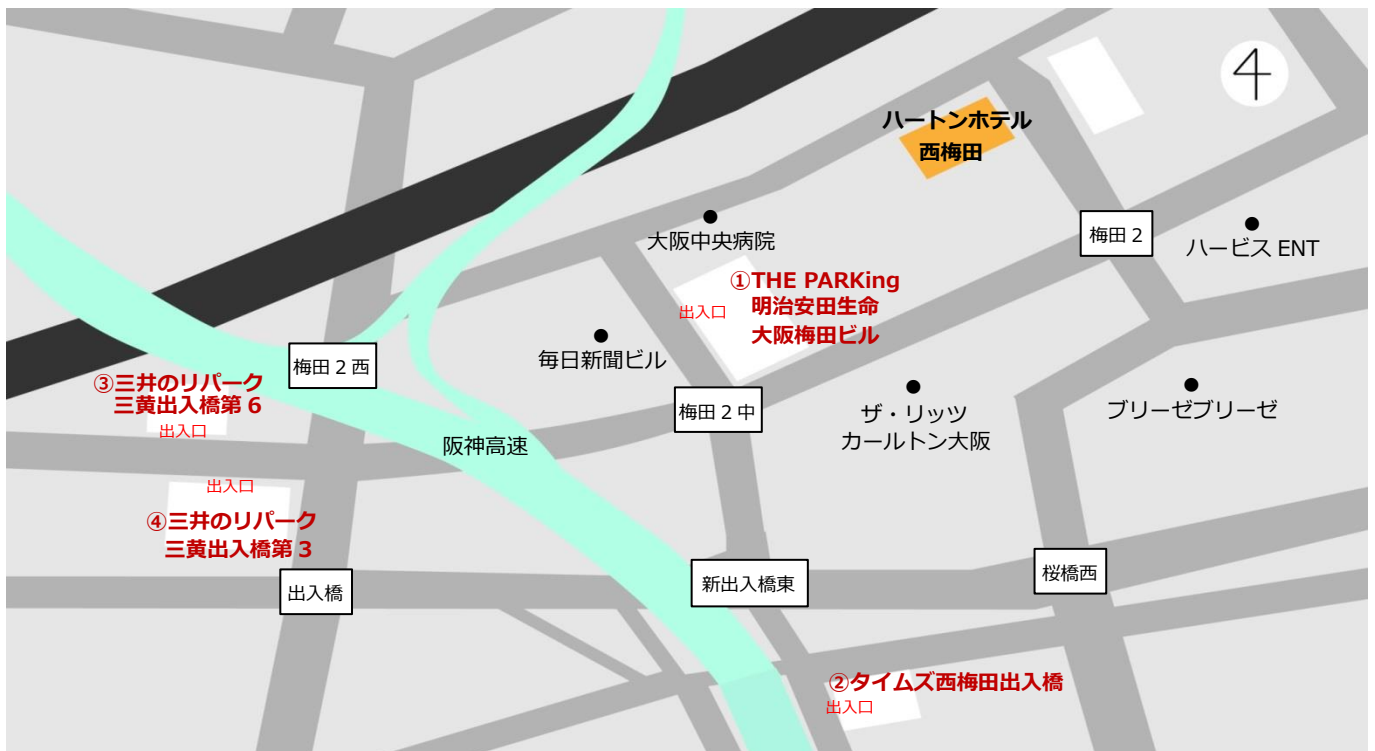 ハートンホテル
西梅田
大阪中央病院
梅田2
ハービス ENT
①THE PARKing
明治安田生命
大阪梅田ビル
出入口
毎日新聞ビル
梅田2西
③三井のリパーク
三黄出入橋第6
出入口
梅田2中
ザ・リッツ
カールトン大阪
ブリーゼブリーゼ
阪神高速
出入口
④三井のリパーク
三黄出入橋第3
出入橋
新出入橋東
桜橋西
②タイムズ西梅田出入橋
出入口